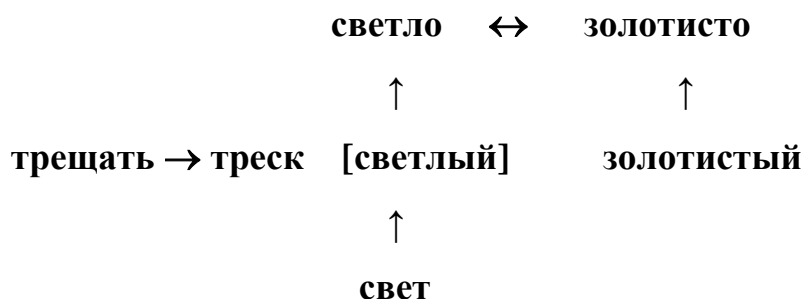 светло ↔ золотисто
↑ ↑
трещать → треск [светлый] золотистый
↑
свет